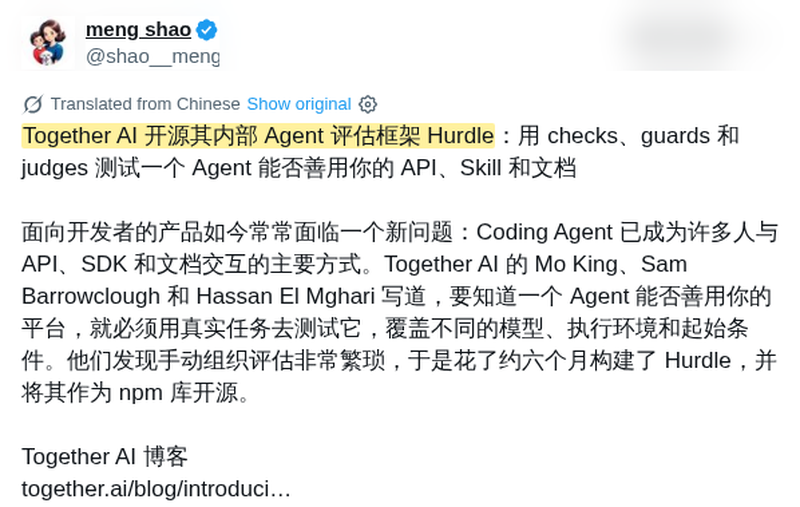 meng shao
@shao__meng
Translated from Chinese Show original
Together AI 开源其内部 Agent 评估框架 Hurdle：用 checks、guards 和
judges 测试一个 Agent 能否善用你的 API、Skill 和文档
面向开发者的产品如今常常面临一个新问题：Coding Agent 已成为许多人与
API、SDK 和文档交互的主要方式。Together AI 的 Mo King、Sam
Barrowclough 和 Hassan El Mghari 写道，要知道一个 Agent 能否善用你的
平台，就必须用真实任务去测试它，覆盖不同的模型、执行环境和起始条
件。他们发现手动组织评估非常繁琐，于是花了约六个月构建了 Hurdle，并
将其作为 npm 库开源。
Together AI 博客
together.ai/blog/introduci…